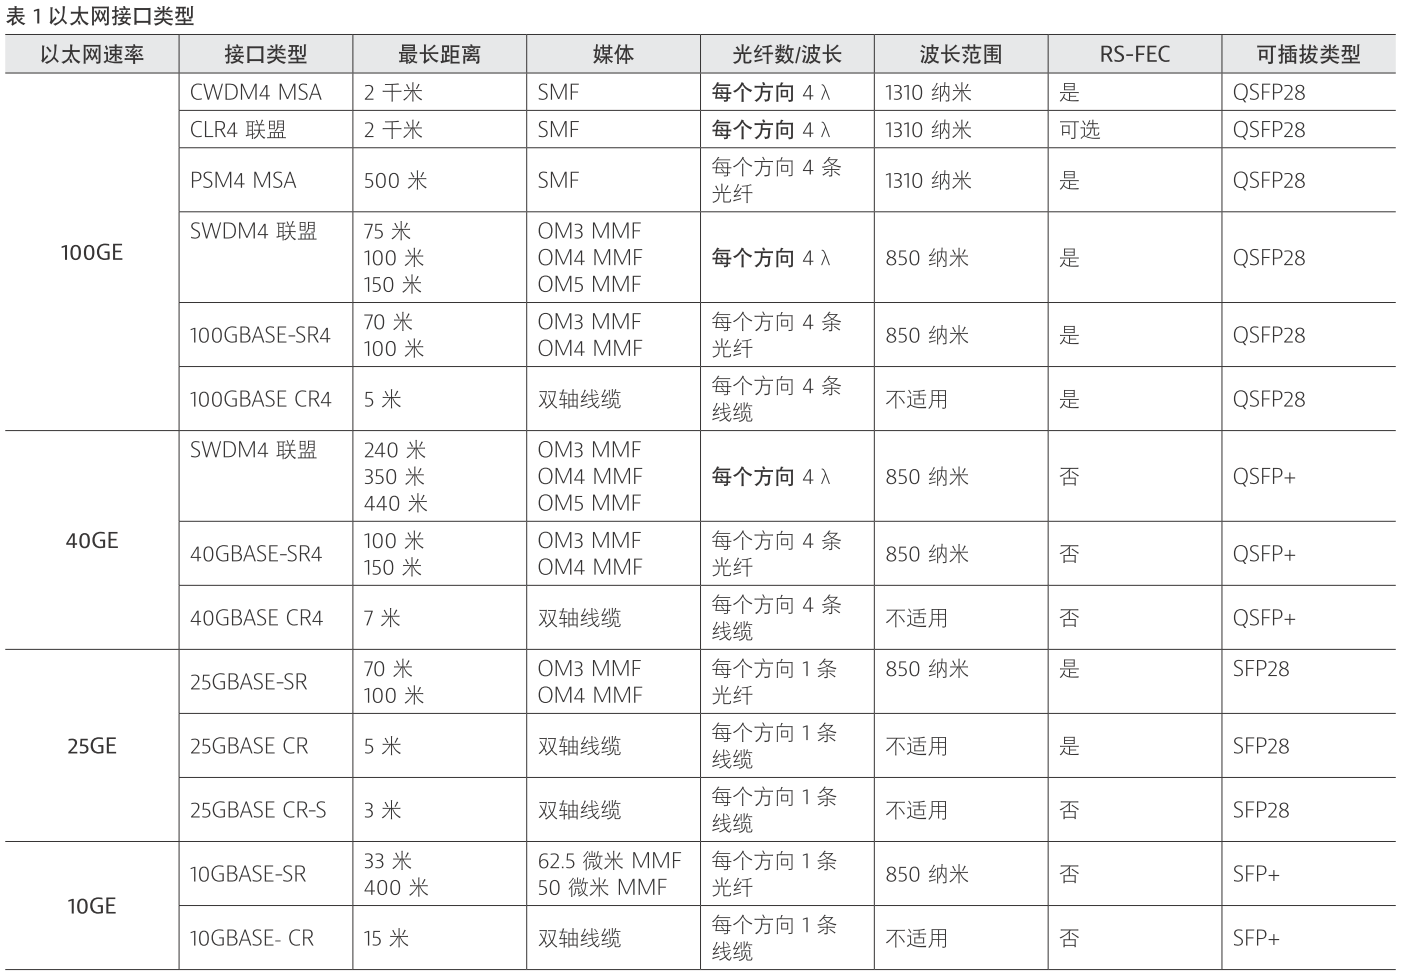 表 1 以太网接口类型
以太网速率 接口类型 最长距离 媒体 光纤数/波长 波长范围 RS-FEC 可插拔类型
100GE
CWDM4 MSA 2 千米 SMF 每个方向 4 λ 1310 纳米 是 QSFP28
CLR4 联盟 2 千米 SMF 每个方向 4 λ 1310 纳米 可选 QSFP28
PSM4 MSA 500 米 SMF 每个方向 4 条
光纤 1310 纳米 是 QSFP28
SWDM4 联盟 75 米 OM3 MMF
100 米 OM4 MMF 每个方向 4 λ 850 纳米 是 QSFP28
150 米 OM5 MMF
100GBASE-SR4 70 米 OM3 MMF 每个方向 4 条
100 米 OM4 MMF 光纤 850 纳米 是 QSFP28
100GBASE CR4 5 米 双轴线缆 每个方向 4 条
线缆 不适用 是 QSFP28
40GE
SWDM4 联盟 240 米 OM3 MMF
350 米 OM4 MMF 每个方向 4 λ 850 纳米 否 QSFP+
440 米 OM5 MMF
40GBASE-SR4 100 米 OM3 MMF 每个方向 4 条
150 米 OM4 MMF 光纤 850 纳米 否 QSFP+
40GBASE CR4 7 米 双轴线缆 每个方向 4 条
线缆 不适用 否 QSFP+
25GE
25GBASE-SR 70 米 OM3 MMF 每个方向 1 条 850 纳米 是 SFP28
100 米 OM4 MMF 光纤
25GBASE CR 5 米 双轴线缆 每个方向 1 条
线缆 不适用 是 SFP28
25GBASE CR-S 3 米 双轴线缆 每个方向 1 条
线缆 不适用 否 SFP28
10GE
10GBASE-SR 33 米 62.5 微米 MMF 每个方向 1 条
400 米 50 微米 MMF 光纤 850 纳米 否 SFP+
10GBASE- CR 15 米 双轴线缆 每个方向 1 条
线缆 不适用 否 SFP+